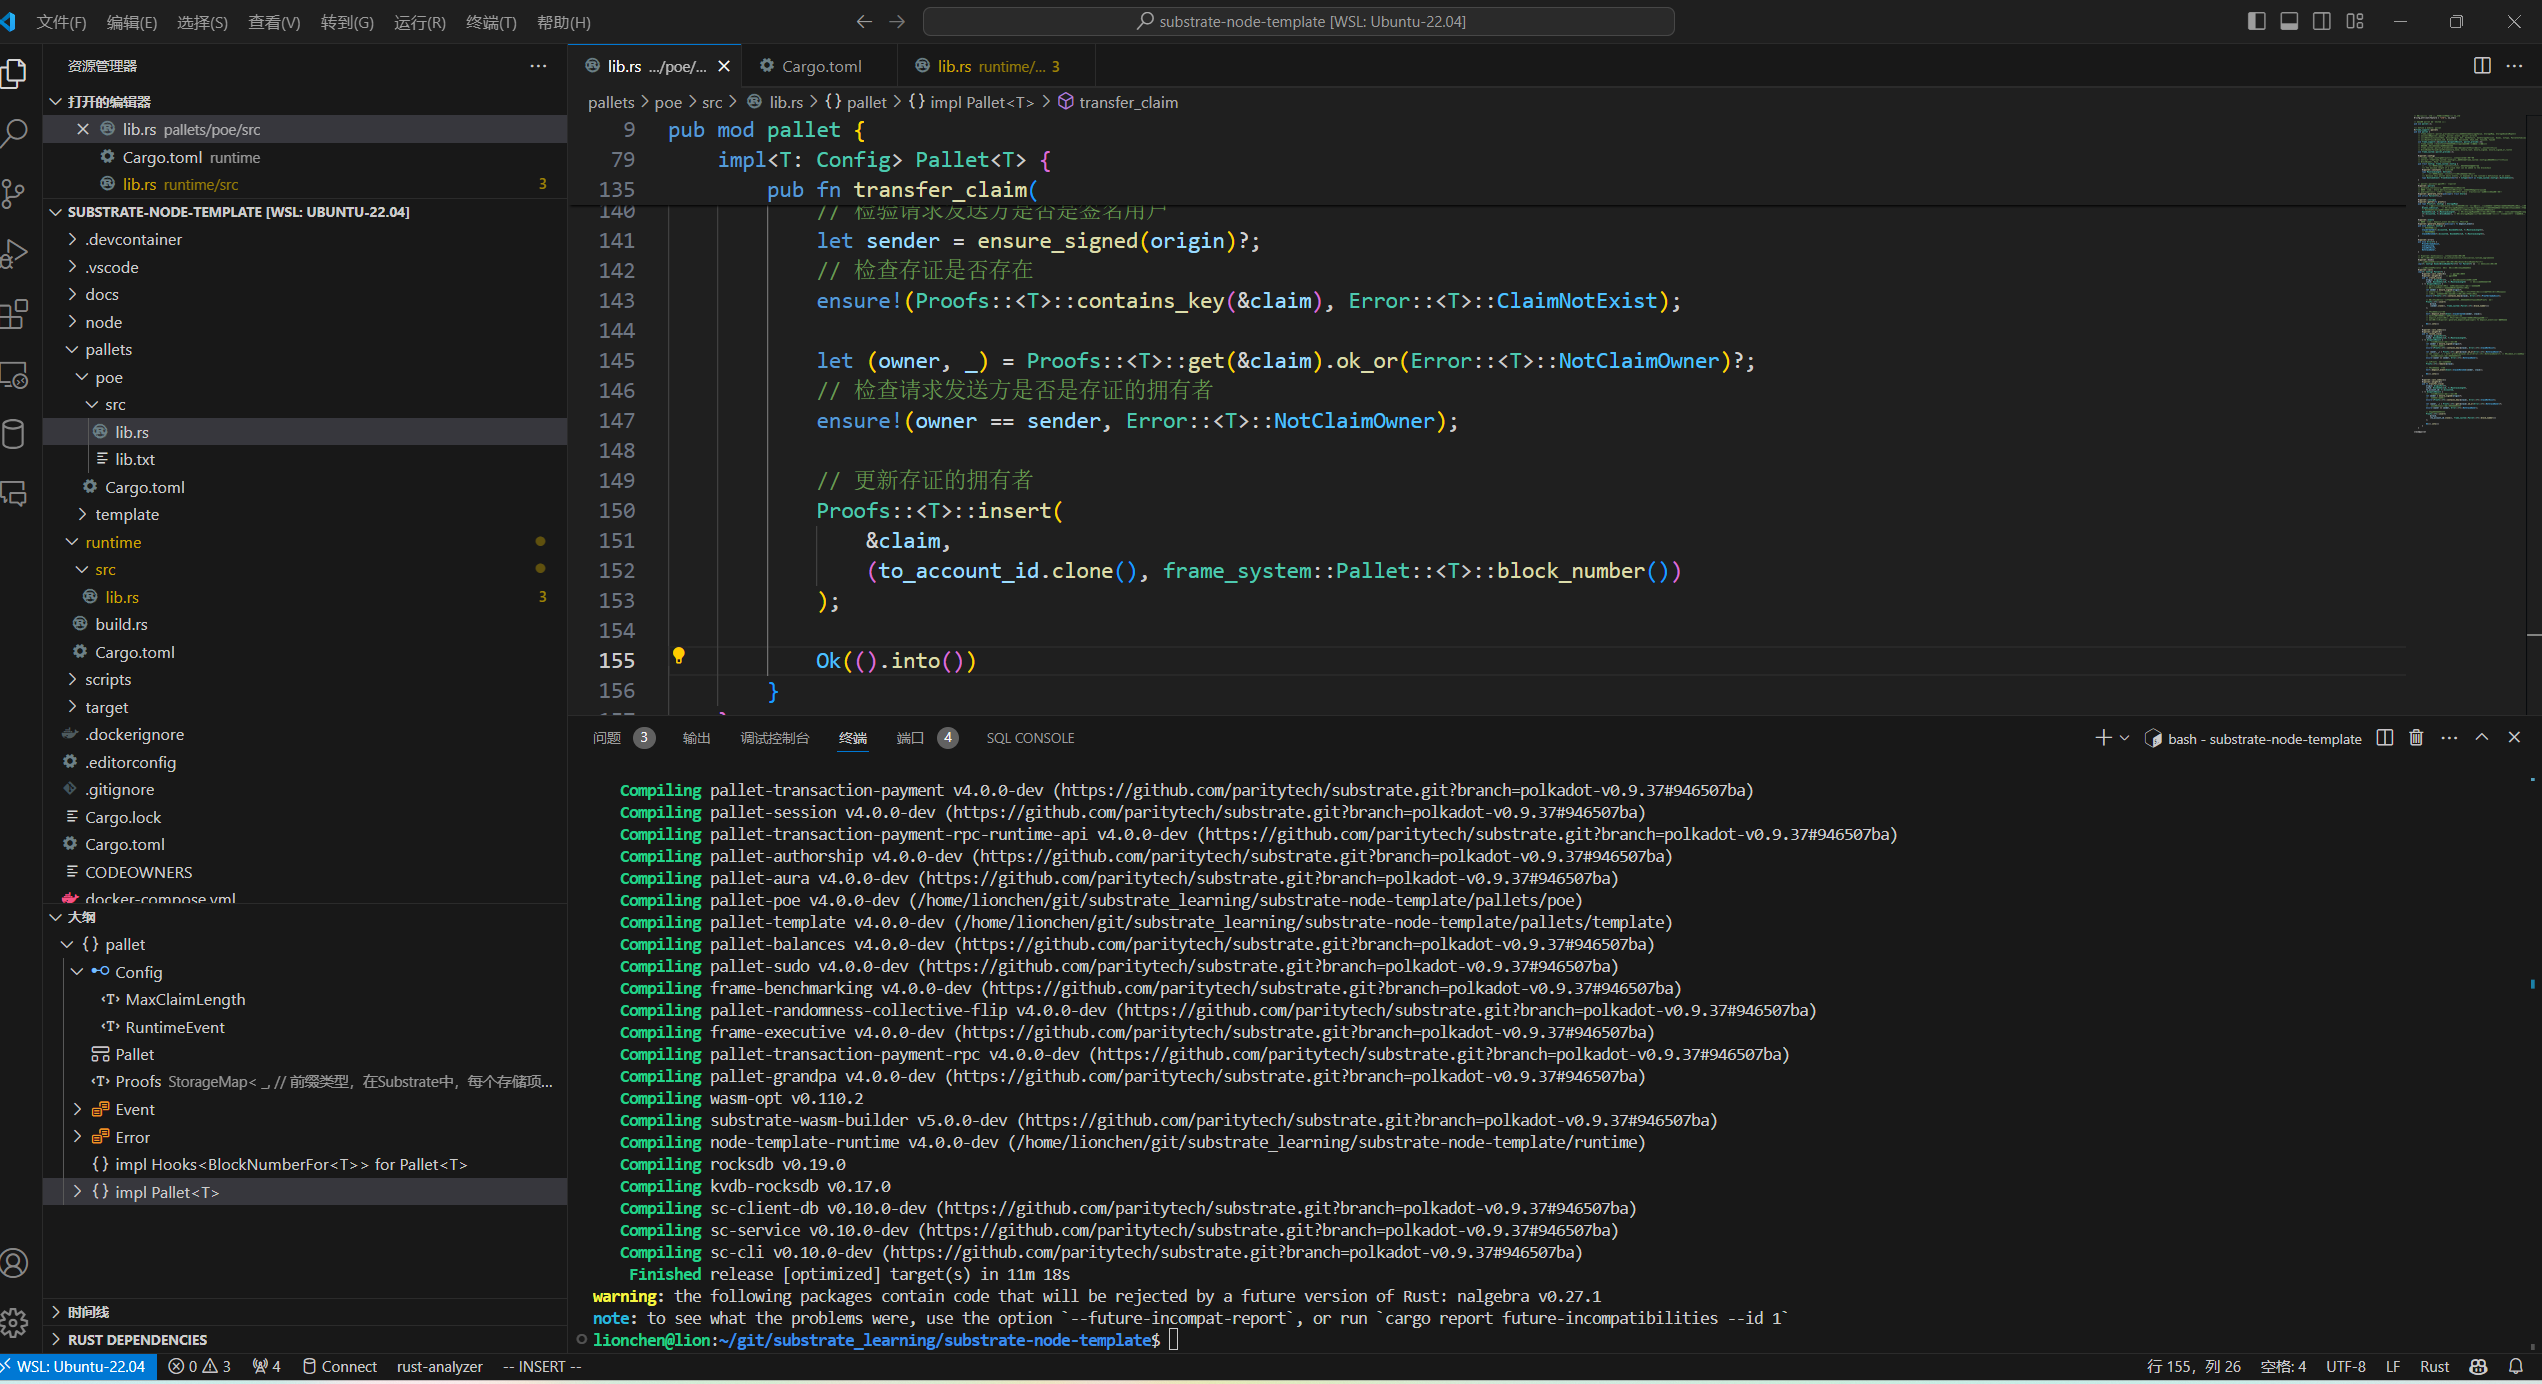 文件(F) 编辑(E) 选择(S) 查看(V) 转到(G) 运行(R) 终端(T) 帮助(H)
substrate-node-template [WSL: Ubuntu-22.04]
资源管理器
打开的编辑器
lib.rs pallets/poe/src
Cargo.toml runtime
lib.rs runtime/src 3
SUBSTRATE-NODE-TEMPLATE [WSL: UBUNTU-22.04]
.devcontainer
.vscode
docs
node
pallets
poe
src
lib.rs
lib.txt
Cargo.toml
template
runtime
src
lib.rs 3
build.rs
Cargo.toml
scripts
target
.dockerignore
.editorconfig
.gitignore
Cargo.lock
Cargo.toml
CODEOWNERS
docker-compose.yml
大纲
{} pallet
Config
MaxClaimLength
RuntimeEvent
Pallet
Proofs StorageMap< _, // 前缀类型，在Substrate中，每个存储项...
Event
Error
{} impl Hooks<BlockNumberFor<T>> for Pallet<T>
{} impl Pallet<T>
时间线
RUST DEPENDENCIES
lib.rs .../poe/...
Cargo.toml
lib.rs runtime/... 3
pallets > poe > src > lib.rs > {} pallet > {} impl Pallet<T> > transfer_claim
9 pub mod pallet {
79 impl<T: Config> Pallet<T> {
135 pub fn transfer_claim(
140 // 检验请求发送方是否是签名用户
141 let sender = ensure_signed(origin)?;
142 // 检查存证是否存在
143 ensure!(Proofs::<T>::contains_key(&claim), Error::<T>::ClaimNotExist);
144
145 let (owner, _) = Proofs::<T>::get(&claim).ok_or(Error::<T>::NotClaimOwner)?;
146 // 检查请求发送方是否是存证的拥有者
147 ensure!(owner == sender, Error::<T>::NotClaimOwner);
148
149 // 更新存证的拥有者
150 Proofs::<T>::insert(
151 &claim,
152 (to_account_id.clone(), frame_system::Pallet::<T>::block_number())
153 );
154
155 Ok(().into())
156 }
问题 3 输出 调试控制台 终端 端口 4 SQL CONSOLE
bash - substrate-node-template
Compiling pallet-transaction-payment v4.0.0-dev (https://github.com/paritytech/substrate.git?branch=polkadot-v0.9.37#946507ba)
Compiling pallet-session v4.0.0-dev (https://github.com/paritytech/substrate.git?branch=polkadot-v0.9.37#946507ba)
Compiling pallet-transaction-payment-rpc-runtime-api v4.0.0-dev (https://github.com/paritytech/substrate.git?branch=polkadot-v0.9.37#946507ba)
Compiling pallet-authorship v4.0.0-dev (https://github.com/paritytech/substrate.git?branch=polkadot-v0.9.37#946507ba)
Compiling pallet-aura v4.0.0-dev (https://github.com/paritytech/substrate.git?branch=polkadot-v0.9.37#946507ba)
Compiling pallet-poe v4.0.0-dev (/home/lionchen/git/substrate_learning/substrate-node-template/pallets/poe)
Compiling pallet-template v4.0.0-dev (/home/lionchen/git/substrate_learning/substrate-node-template/pallets/template)
Compiling pallet-balances v4.0.0-dev (https://github.com/paritytech/substrate.git?branch=polkadot-v0.9.37#946507ba)
Compiling pallet-sudo v4.0.0-dev (https://github.com/paritytech/substrate.git?branch=polkadot-v0.9.37#946507ba)
Compiling frame-benchmarking v4.0.0-dev (https://github.com/paritytech/substrate.git?branch=polkadot-v0.9.37#946507ba)
Compiling pallet-randomness-collective-flip v4.0.0-dev (https://github.com/paritytech/substrate.git?branch=polkadot-v0.9.37#946507ba)
Compiling frame-executive v4.0.0-dev (https://github.com/paritytech/substrate.git?branch=polkadot-v0.9.37#946507ba)
Compiling pallet-transaction-payment-rpc v4.0.0-dev (https://github.com/paritytech/substrate.git?branch=polkadot-v0.9.37#946507ba)
Compiling pallet-grandpa v4.0.0-dev (https://github.com/paritytech/substrate.git?branch=polkadot-v0.9.37#946507ba)
Compiling wasm-opt v0.110.2
Compiling substrate-wasm-builder v5.0.0-dev (https://github.com/paritytech/substrate.git?branch=polkadot-v0.9.37#946507ba)
Compiling node-template-runtime v4.0.0-dev (/home/lionchen/git/substrate_learning/substrate-node-template/runtime)
Compiling rocksdb v0.19.0
Compiling kvdb-rocksdb v0.17.0
Compiling sc-client-db v0.10.0-dev (https://github.com/paritytech/substrate.git?branch=polkadot-v0.9.37#946507ba)
Compiling sc-service v0.10.0-dev (https://github.com/paritytech/substrate.git?branch=polkadot-v0.9.37#946507ba)
Compiling sc-cli v0.10.0-dev (https://github.com/paritytech/substrate.git?branch=polkadot-v0.9.37#946507ba)
Finished release [optimized] target(s) in 11m 18s
warning: the following packages contain code that will be rejected by a future version of Rust: nalgebra v0.27.1
note: to see what the problems were, use the option `--future-incompat-report`, or run `cargo report future-incompatibilities --id 1`
lionchen@lion:~/git/substrate_learning/substrate-node-template$
WSL: Ubuntu-22.04 0 3 4 Connect rust-analyzer -- INSERT --
行 155，列 26 空格: 4 UTF-8 LF Rust